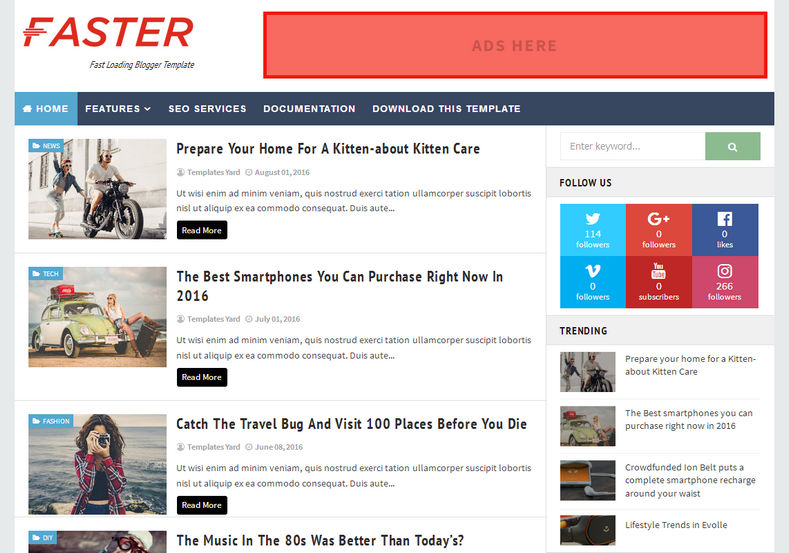 FASTER
Fast Loading Blogger Template
ADS HERE
HOME
FEATURES
SEO SERVICES
DOCUMENTATION
DOWNLOAD THIS TEMPLATE
NEWS
Prepare Your Home For A Kitten-about Kitten Care
Templates Yard August 01, 2016
Ut wisi enim ad minim veniam, quis nostrud exerci tation ullamcorper suscipit lobortis
nisl ut aliquip ex ea commodo consequat. Duis aute...
Read More
TECH
The Best Smartphones You Can Purchase Right Now In
2016
Templates Yard July 01, 2016
Ut wisi enim ad minim veniam, quis nostrud exerci tation ullamcorper suscipit lobortis
nisl ut aliquip ex ea commodo consequat. Duis aute...
Read More
FASHION
Catch The Travel Bug And Visit 100 Places Before You Die
Templates Yard June 08, 2016
Ut wisi enim ad minim veniam, quis nostrud exerci tation ullamcorper suscipit lobortis
nisl ut aliquip ex ea commodo consequat. Duis aute...
Read More
DIY
The Music In The 80s Was Better Than Today's?
Enter keyword...
FOLLOW US
114
followers
G+
0
followers
0
likes
0
followers
You Tube
0
subscribers
266
followers
TRENDING
Prepare your home for a Kitten-
about Kitten Care
The Best smartphones you can
purchase right now in 2016
Crowdfunded Ion Belt puts a
complete smartphone recharge
around your waist
Lifestyle Trends in Evolle